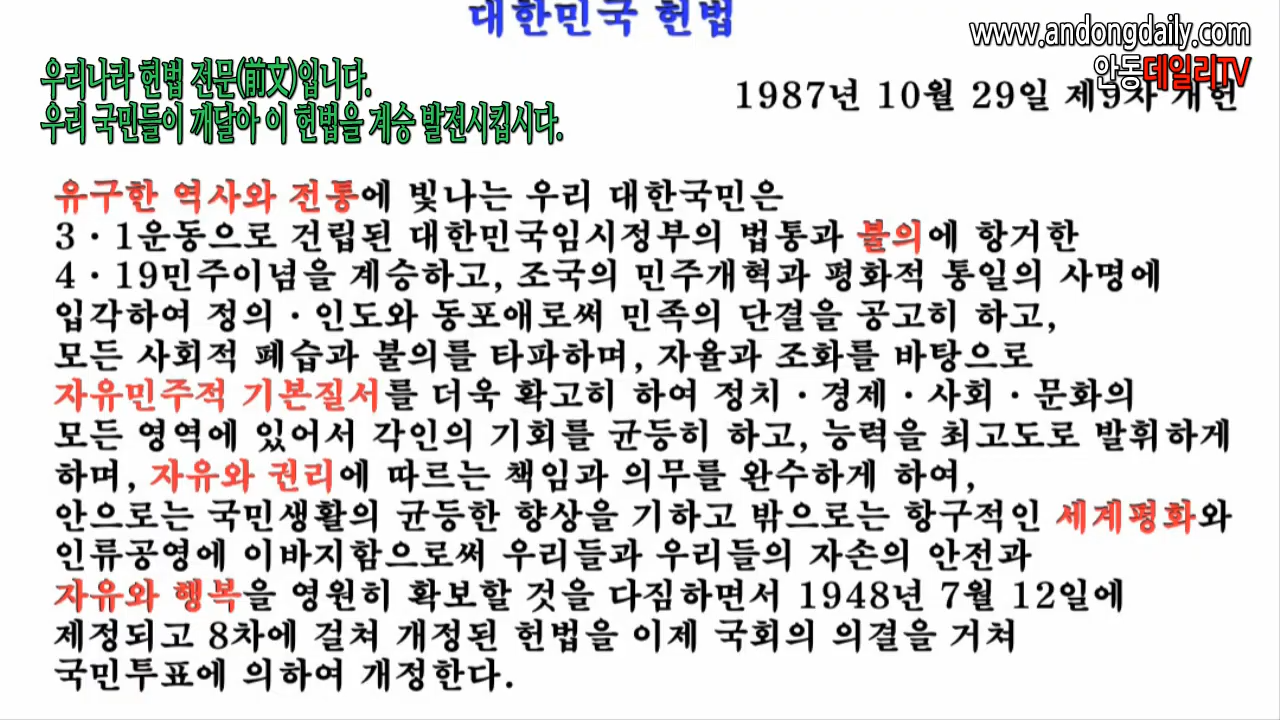 대한민국 헌법
www.andongdaily.com
안동데일리TV
우리나라 헌법 전문(前文)입니다.
우리 국민들이 깨달아 이 헌법을 계승 발전시킵시다.
1987년 10월 29일 제9차 개헌
유구한 역사와 전통에 빛나는 우리 대한국민은
3·1운동으로 건립된 대한민국임시정부의 법통과 불의에 항거한
4·19민주이념을 계승하고, 조국의 민주개혁과 평화적 통일의 사명에
입각하여 정의·인도와 동포애로써 민족의 단결을 공고히 하고,
모든 사회적 폐습과 불의를 타파하며, 자율과 조화를 바탕으로
자유민주적 기본질서를 더욱 확고히 하여 정치·경제·사회·문화의
모든 영역에 있어서 각인의 기회를 균등히 하고, 능력을 최고도로 발휘하게
하며, 자유와 권리에 따르는 책임과 의무를 완수하게 하여,
안으로는 국민생활의 균등한 향상을 기하고 밖으로는 항구적인 세계평화와
인류공영에 이바지함으로써 우리들과 우리들의 자손의 안전과
자유와 행복을 영원히 확보할 것을 다짐하면서 1948년 7월 12일에
제정되고 8차에 걸쳐 개정된 헌법을 이제 국회의 의결을 거쳐
국민투표에 의하여 개정한다.